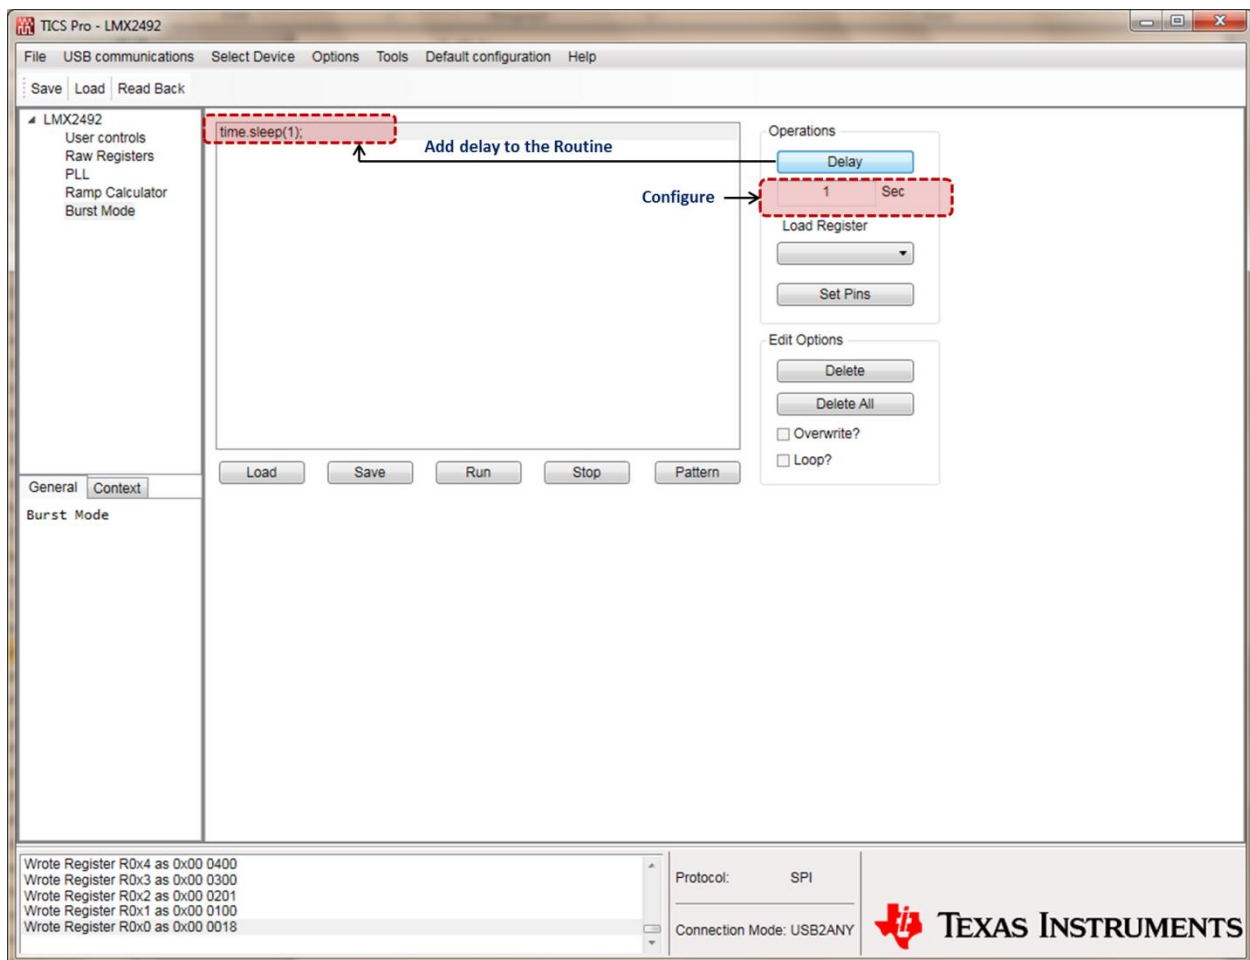 TICS Pro - LMX2492
File USB communications Select Device Options Tools Default configuration Help
Save Load Read Back
LMX2492
User controls
Raw Registers
PLL
Ramp Calculator
Burst Mode
time.sleep(1);
Add delay to the Routine
Configure
Operations
Delay
1 Sec
Load Register
Set Pins
Edit Options
Delete
Delete All
Overwrite?
Loop?
Load Save Run Stop Pattern
General Context
Burst Mode
Wrote Register R0x4 as 0x00 0400
Wrote Register R0x3 as 0x00 0300
Wrote Register R0x2 as 0x00 0201
Wrote Register R0x1 as 0x00 0100
Wrote Register R0x0 as 0x00 0018
Protocol: SPI
Connection Mode: USB2ANY
TEXAS INSTRUMENTS